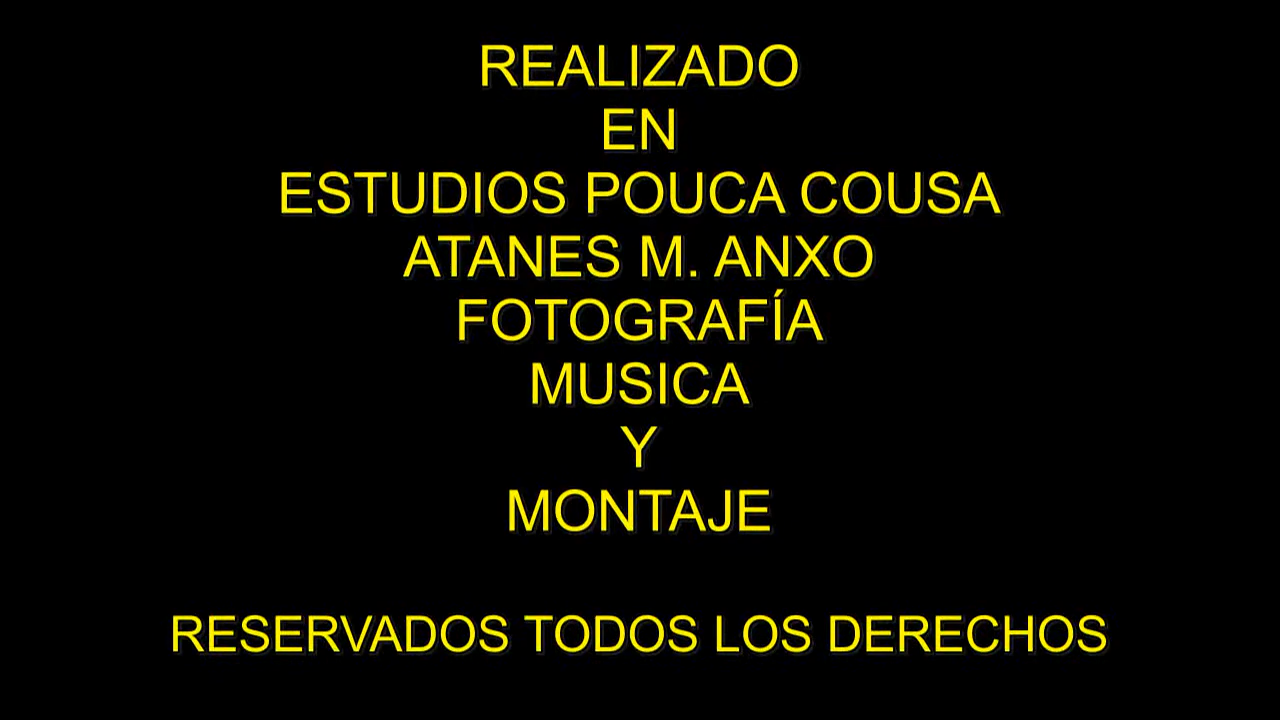 REALIZADO
EN
ESTUDIOS POUCA COUSA
ATANES M. ANXO
FOTOGRAFÍA
MUSICA
Y
MONTAJE
RESERVADOS TODOS LOS DERECHOS